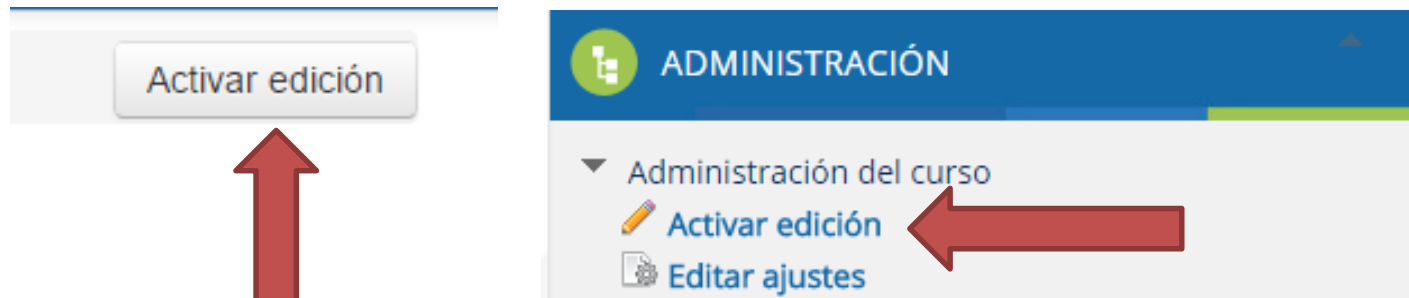 Activar edición
ADMINISTRACIÓN
Administración del curso
Activar edición
Editar ajustes